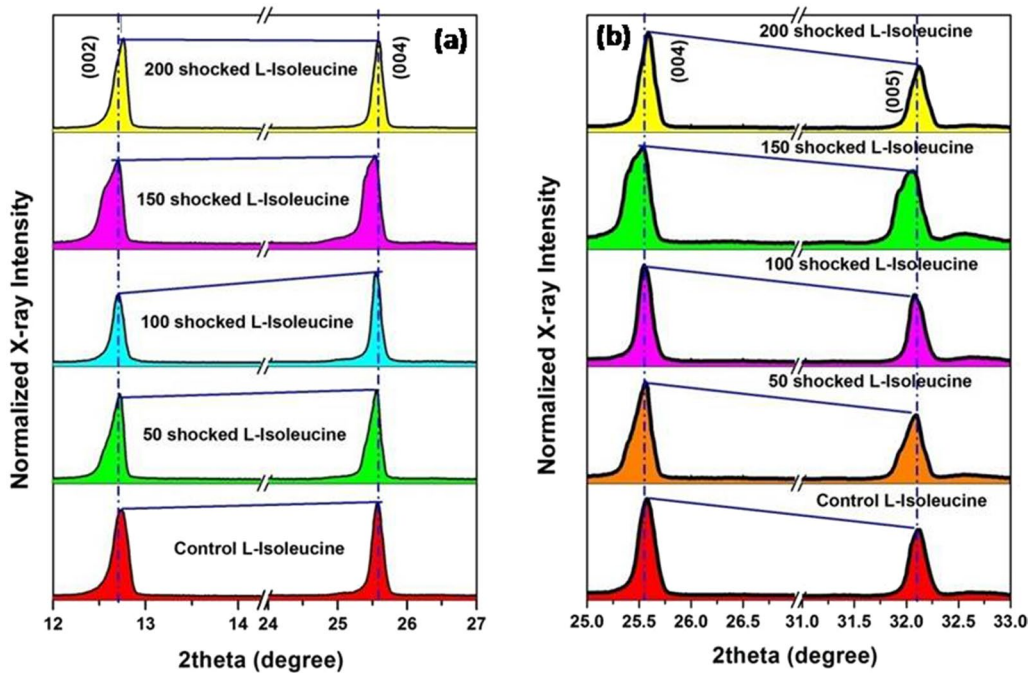 (a)
(002)
(004)
200 shocked L-Isoleucine
150 shocked L-Isoleucine
100 shocked L-Isoleucine
50 shocked L-Isoleucine
Control L-Isoleucine
Normalized X-ray Intensity
12 13 14 24 25 26 27
2theta (degree)
(b)
200 shocked L-Isoleucine
(004)
(005)
150 shocked L-Isoleucine
100 shocked L-Isoleucine
50 shocked L-Isoleucine
Control L-Isoleucine
Normalized X-ray Intensity
25.0 25.5 26.0 26.5 31.0 31.5 32.0 32.5 33.0
2theta (degree)